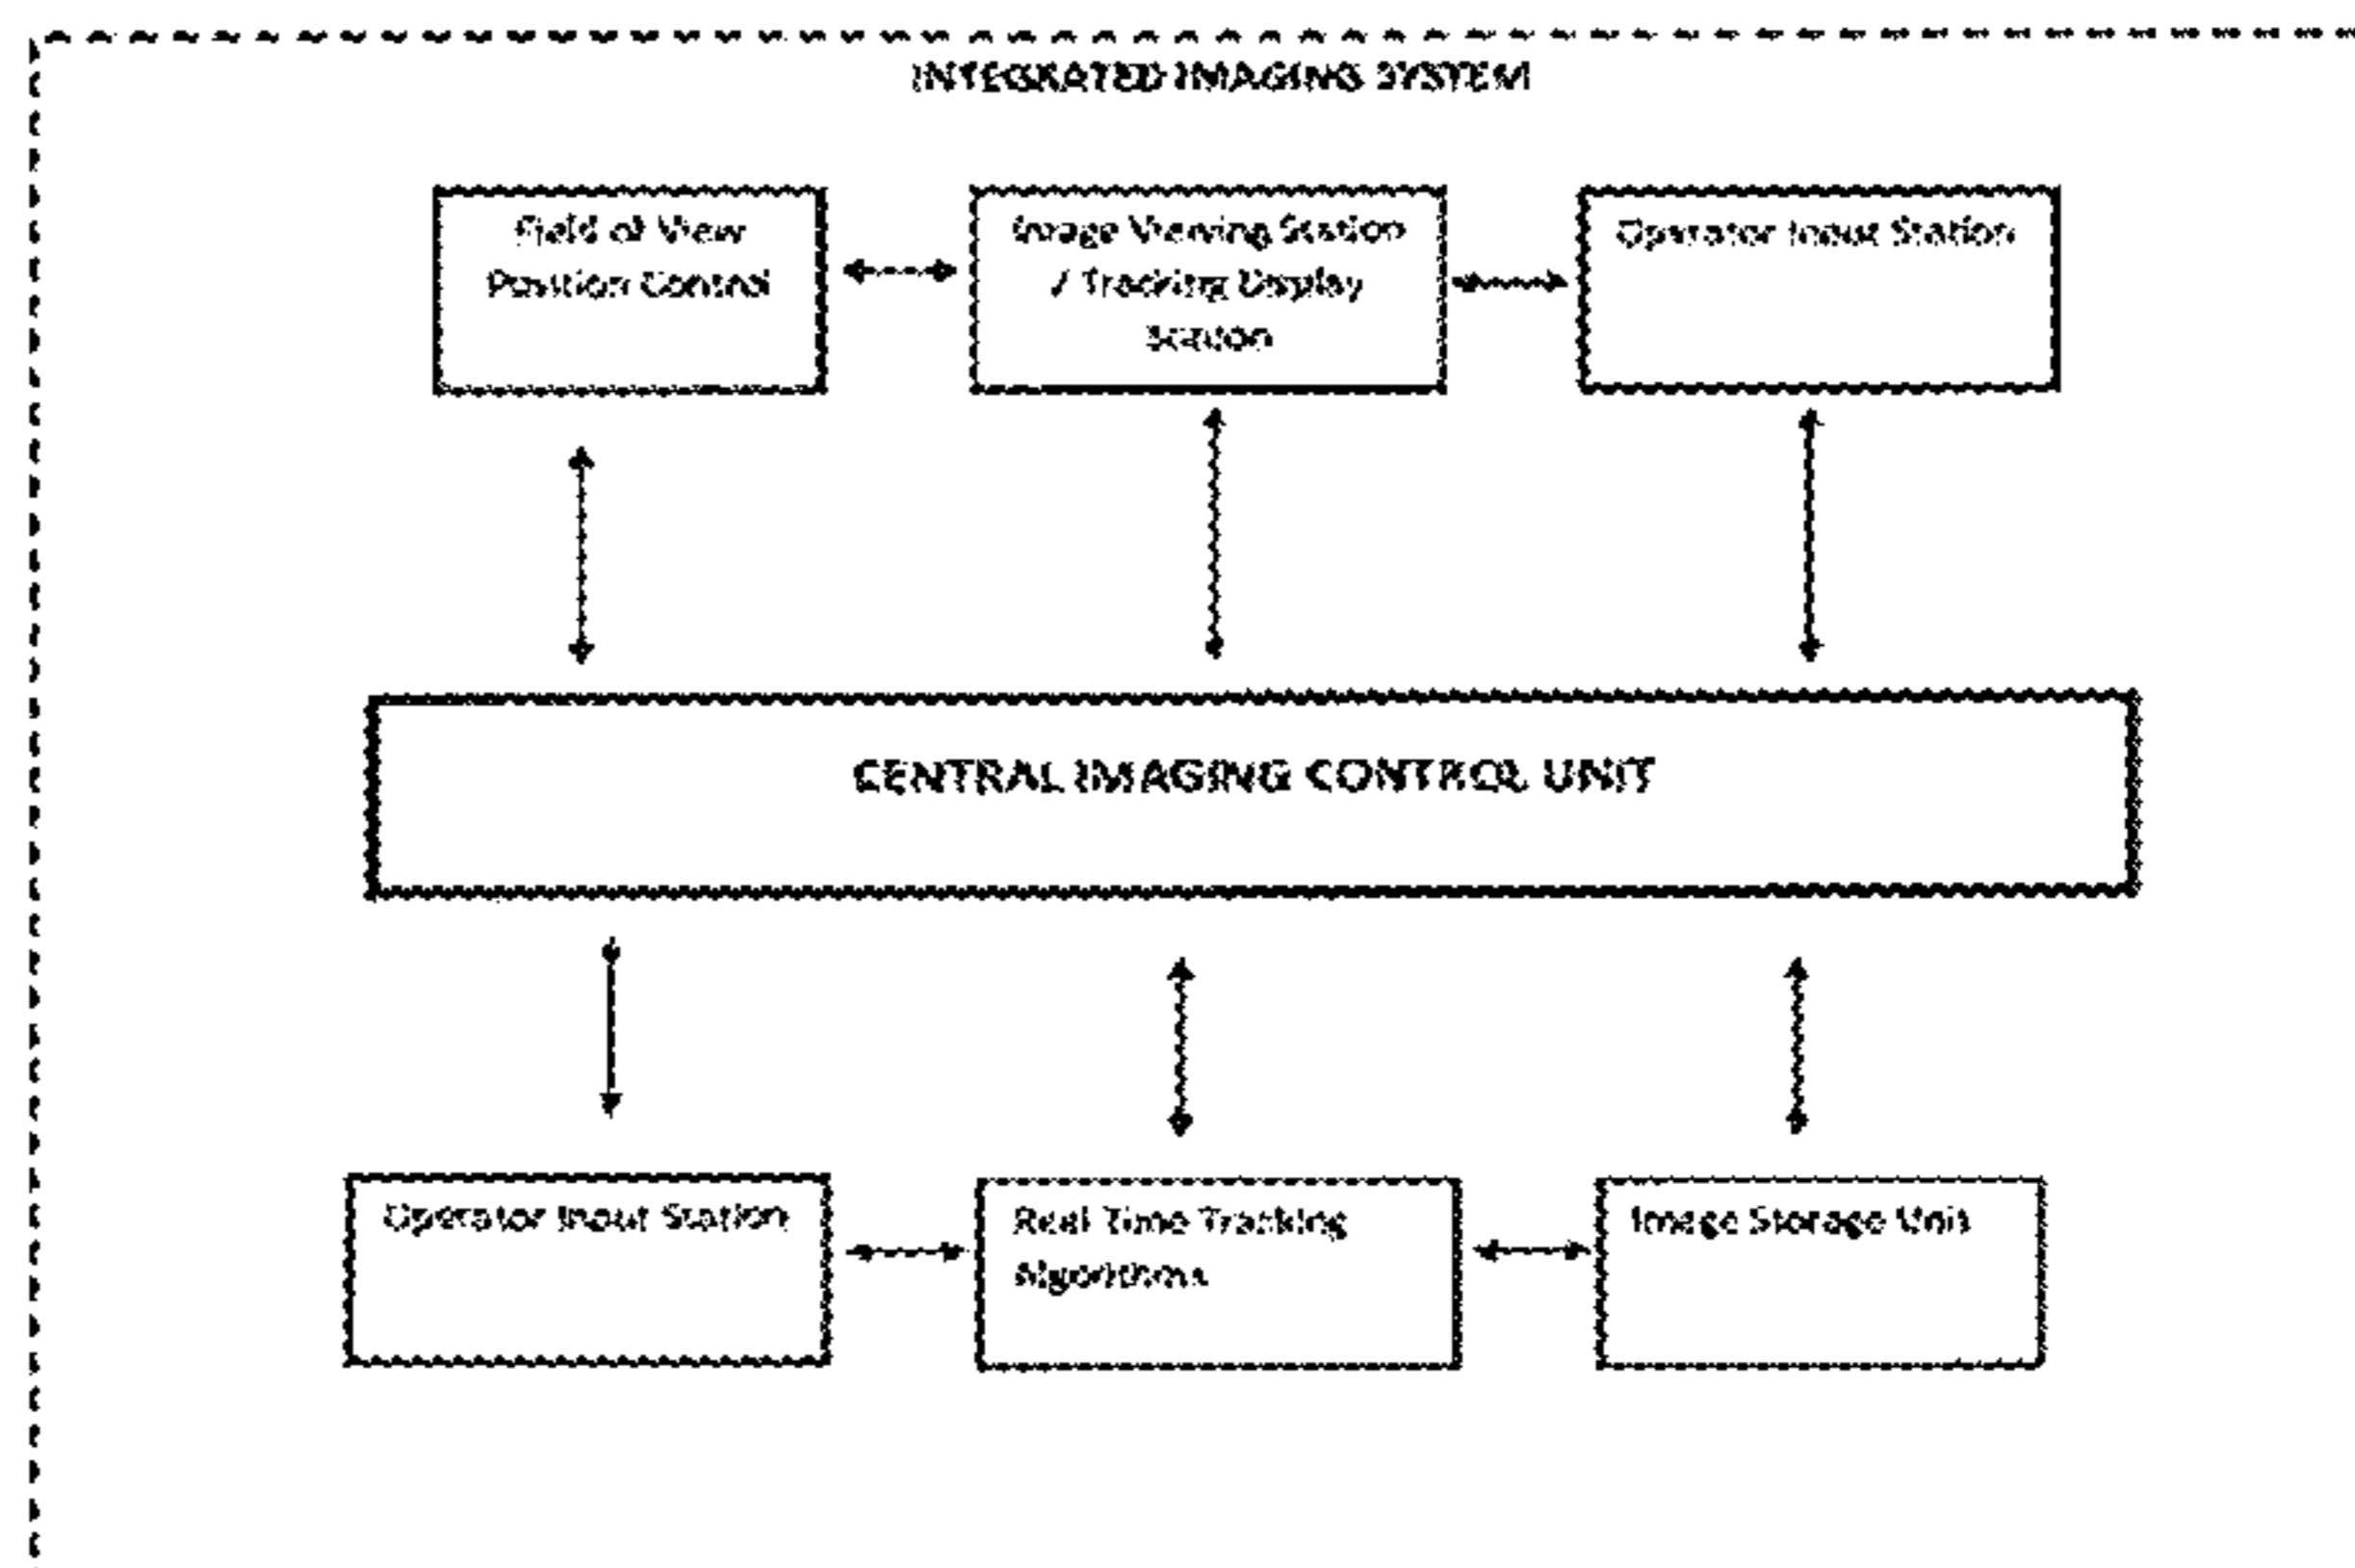 INTEGRATED IMAGING SYSTEM
Field of View
Position Control
Image Viewing Station
/ Tracking Display
Station
Operator Input Station
CENTRAL IMAGING CONTROL UNIT
Operator Input Station
Real Time Tracking
Algorithms
Image Storage Unit